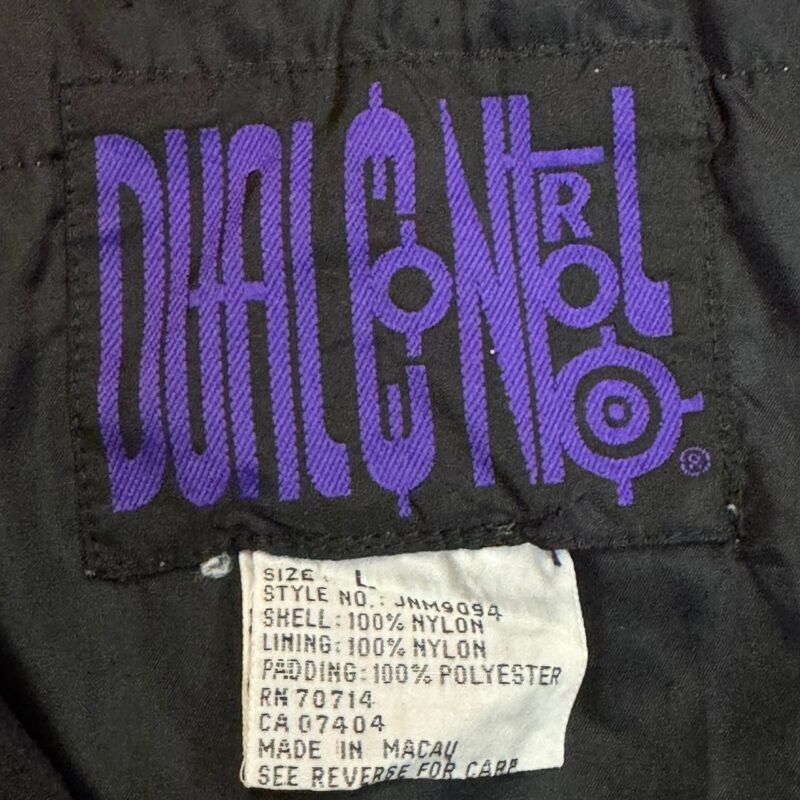 DUAL CONTROL ®
SIZE: L
STYLE NO.: JNM9094
SHELL: 100% NYLON
LINING: 100% NYLON
PADDING: 100% POLYESTER
RN 70714
CA 07404
MADE IN MACAU
SEE REVERSE FOR CARE